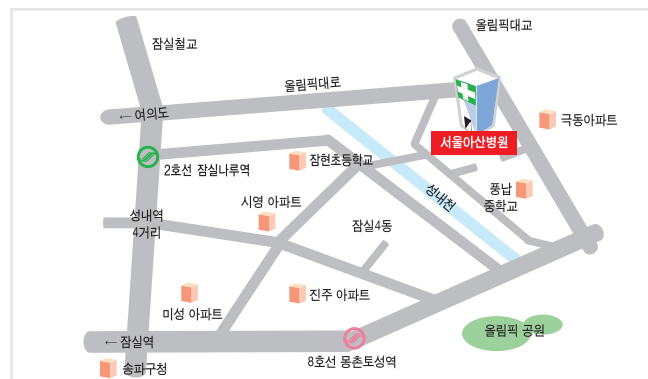 올림픽대교
잠실철교
올림픽대로
← 여의도
극동아파트
서울아산병원
잠현초등학교
2호선 잠실나루역
풍납
중학교
성내천
시영 아파트
성내역
4거리
잠실4동
진주 아파트
미성 아파트
올림픽 공원
← 잠실역
8호선 몽촌토성역
송파구청